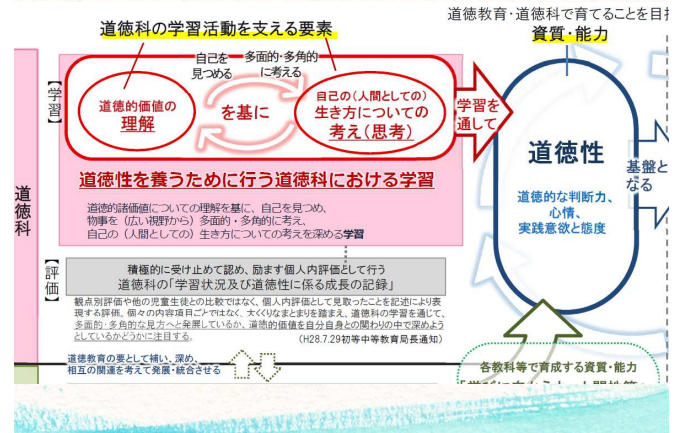 道徳科の学習活動を支える要素
道徳教育・道徳科で育てることを目指
資質・能力
【学習】
自己を
見つめる
多面的・多角的
に考える
道徳的価値の
理解
を基に
自己の(人間としての)
生き方についての
考え(思考)
学習を
通して
道徳性
道徳的な判断力、
心情、
実践意欲と態度
基盤と
なる
道徳性を養うために行う道徳科における学習
道徳的諸価値についての理解を基に、自己を見つめ、
物事を(広い視野から)多面的・多角的に考え、
自己の(人間としての)生き方についての考えを深める学習
道徳科
【評価】
積極的に受け止めて認め、励ます個人内評価として行う
道徳科の「学習状況及び道徳性に係る成長の記録」
観点別評価や他の児童生徒との比較ではなく、個人内評価として見取ったことを記述により表
現する評価。個々の内容項目ごとではなく、大くくりなまとまりを踏まえ、道徳科の学習を通じて、
多面的・多角的な見方へと発展しているか、道徳的価値を自分自身との関わりの中で深めよう
としているかどうかに注目する。
(H28.7.29初等中等教育局長通知)
道徳教育の要として補い、深め、
相互の関連を考えて発展・統合させる
各教科等で育成する資質・能力